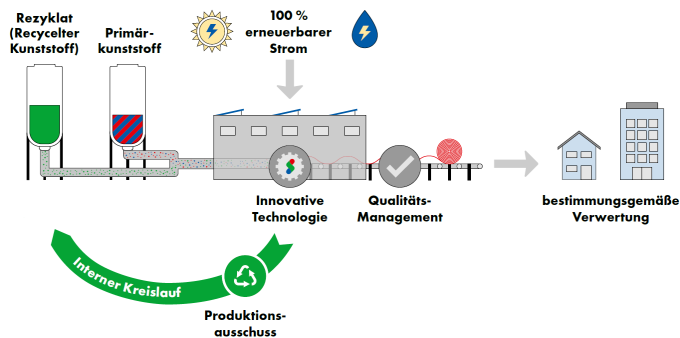 Rezyklat
(Recycelter
Kunststoff)
Primär-
kunststoff
100 %
erneuerbarer
Strom
Innovative
Technologie
Qualitäts-
Management
bestimmungsgemäße
Verwertung
Interner Kreislauf
Produktions-
ausschuss